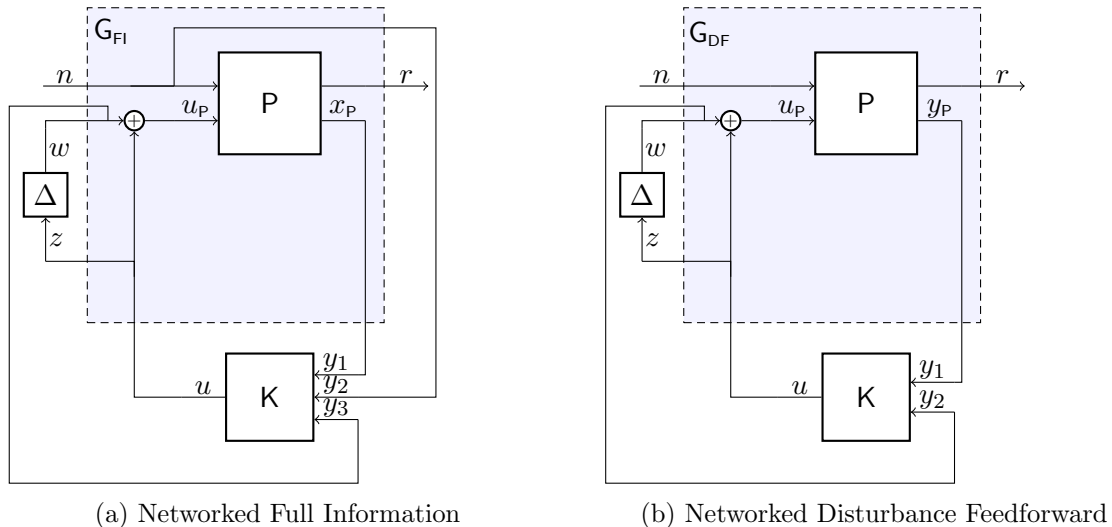 G_FI
n
P
r
u_P
x_P
+
w
Δ
z
y_1
y_2
u
K
y_3
(a) Networked Full Information
G_DF
n
P
r
u_P
y_P
+
w
Δ
z
y_1
u
K
y_2
(b) Networked Disturbance Feedforward